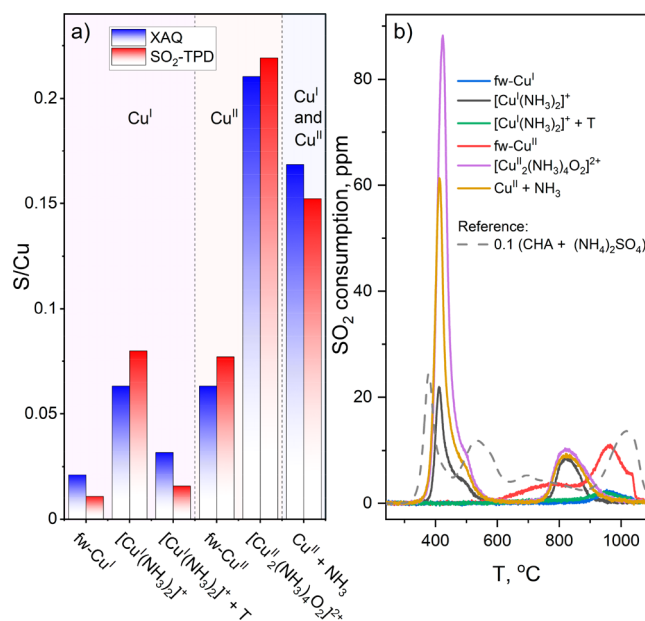 a)
XAQ
SO₂-TPD
Cuᴵ
Cuᴵᴵ
Cuᴵ
and
Cuᴵᴵ
S/Cu
0.2
0.15
0.1
0.05
0
fw-Cuᴵ
[Cuᴵ(NH₃)₂]⁺
[Cuᴵ(NH₃)₂]⁺ + T
fw-Cuᴵᴵ
[Cuᴵᴵ₂(NH₃)₄O₂]²⁺
Cuᴵᴵ + NH₃
b)
fw-Cuᴵ
[Cuᴵ(NH₃)₂]⁺
[Cuᴵ(NH₃)₂]⁺ + T
fw-Cuᴵᴵ
[Cuᴵᴵ₂(NH₃)₄O₂]²⁺
Cuᴵᴵ + NH₃
Reference:
0.1 (CHA + (NH₄)₂SO₄)
SO₂ consumption, ppm
80
60
40
20
0
400 600 800 1000
T, °C